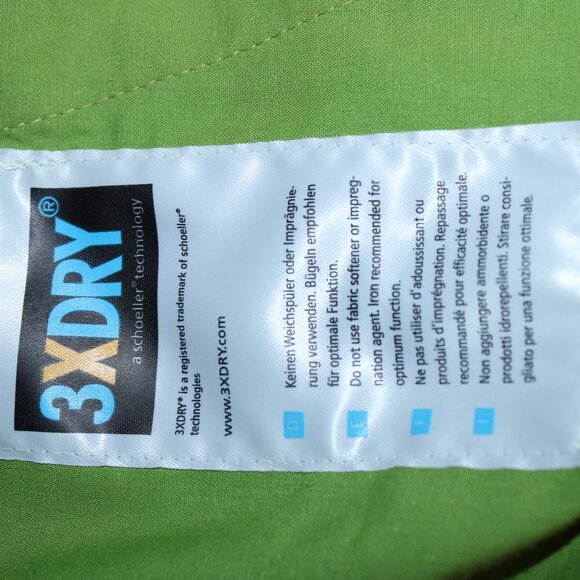 3XDRY®
a schoeller® technology
3XDRY® is a registered trademark of schoeller®
technologies
www.3XDRY.com
D
Keinen Weichspüler oder Imprägnie-
rung verwenden. Bügeln empfohlen
für optimale Funktion.
E
Do not use fabric softener or impreg-
nation agent. Iron recommended for
optimum function.
F
Ne pas utiliser d'adoussissant ou
produits d'imprégnation. Repassage
recommandé pour efficacité optimale.
I
Non aggiungere ammorbidente o
prodotti idrorepellenti. Stirare consi-
gliato per una funzione ottimale.